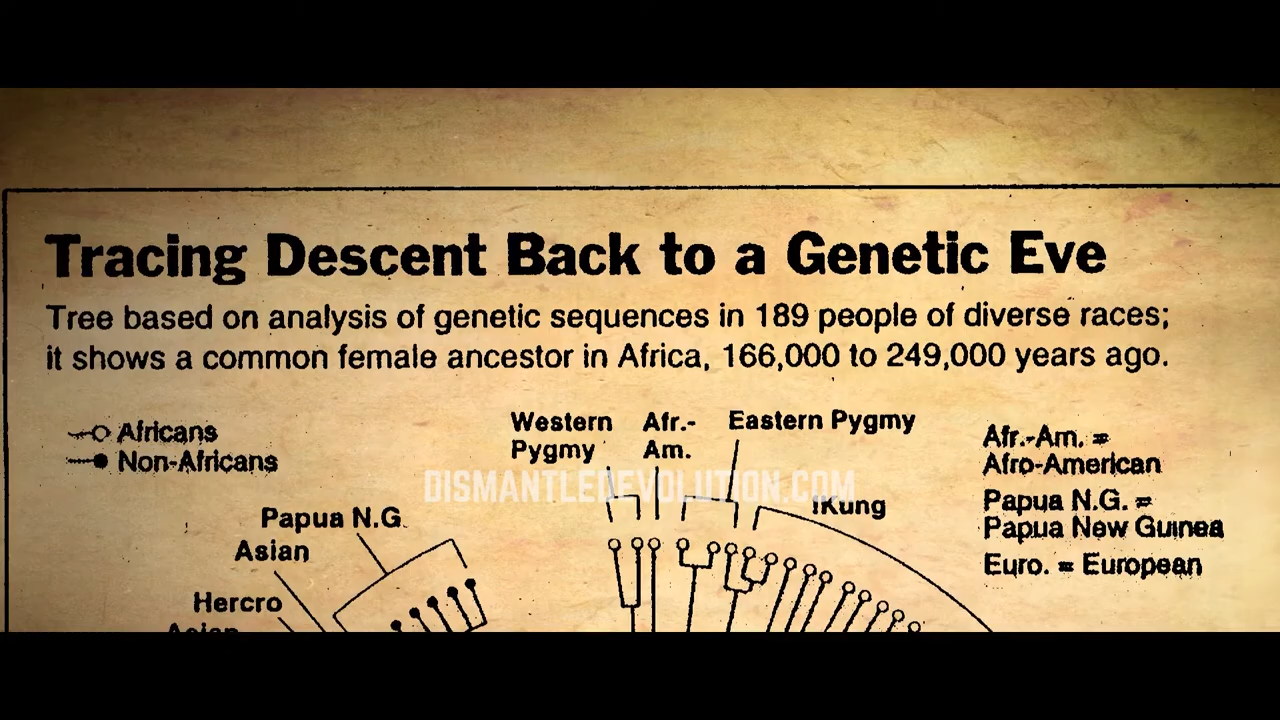 Tracing Descent Back to a Genetic Eve
Tree based on analysis of genetic sequences in 189 people of diverse races;
it shows a common female ancestor in Africa, 166,000 to 249,000 years ago.
Africans
Non-Africans
Western
Pygmy
Afr.-
Am.
Eastern Pygmy
!Kung
Afr.-Am. =
Afro-American
Papua N.G. =
Papua New Guinea
Euro. = European
DISMANTLEDEVOLUTION.COM
Papua N.G.
Asian
Hercro
Asian